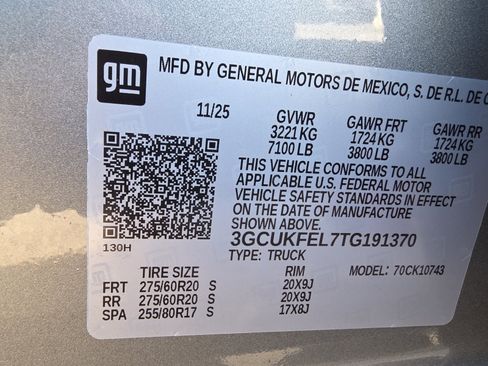 gm
MFD BY GENERAL MOTORS DE MEXICO, S. DE R.L. DE C
11/25 GVWR GAWR FRT GAWR RR
3221 KG 1724 KG 1724 KG
7100 LB 3800 LB 3800 LB
THIS VEHICLE CONFORMS TO ALL
APPLICABLE U.S. FEDERAL MOTOR
VEHICLE SAFETY STANDARDS IN EFFECT
ON THE DATE OF MANUFACTURE
SHOWN ABOVE.
3GCUKFEL7TG191370
130H
TYPE: TRUCK
TIRE SIZE RIM MODEL: 70CK10743
FRT 275/60R20 S 20X9J
RR 275/60R20 S 20X9J
SPA 255/80R17 S 17X8J